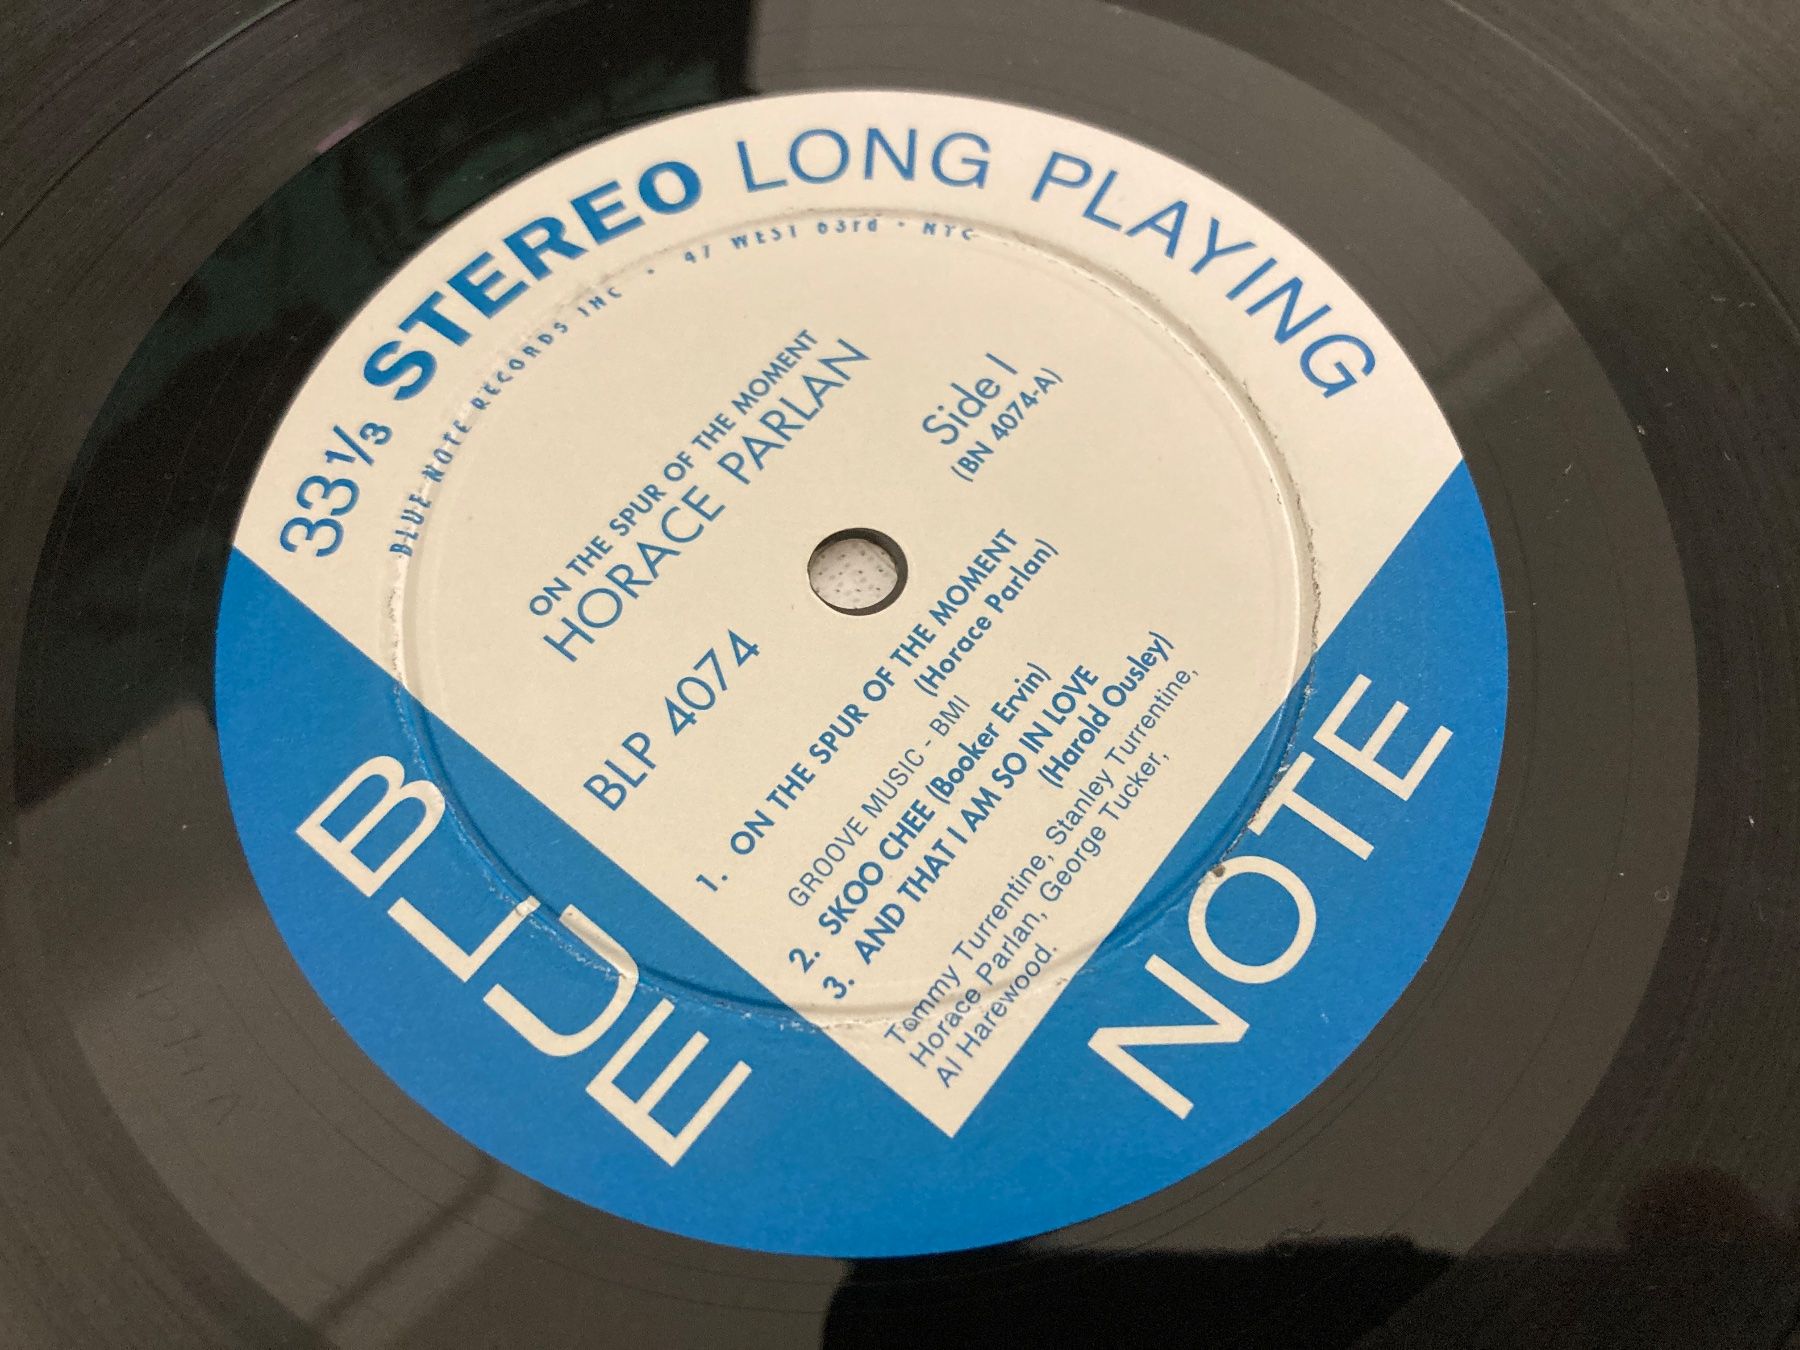 33 1/3 STEREO LONG PLAYING
BLUE NOTE RECORDS INC • 47 WEST 63rd • NYC
ON THE SPUR OF THE MOMENT
HORACE PARLAN
Side 1
(BN 4074-A)
BLP 4074
1. ON THE SPUR OF THE MOMENT
(Horace Parlan)
GROOVE MUSIC - BMI
2. SKOO CHEE (Booker Ervin)
3. AND THAT I AM SO IN LOVE
(Harold Ousley)
Tommy Turrentine, Stanley Turrentine,
Horace Parlan, George Tucker,
Al Harewood.
BLUE NOTE